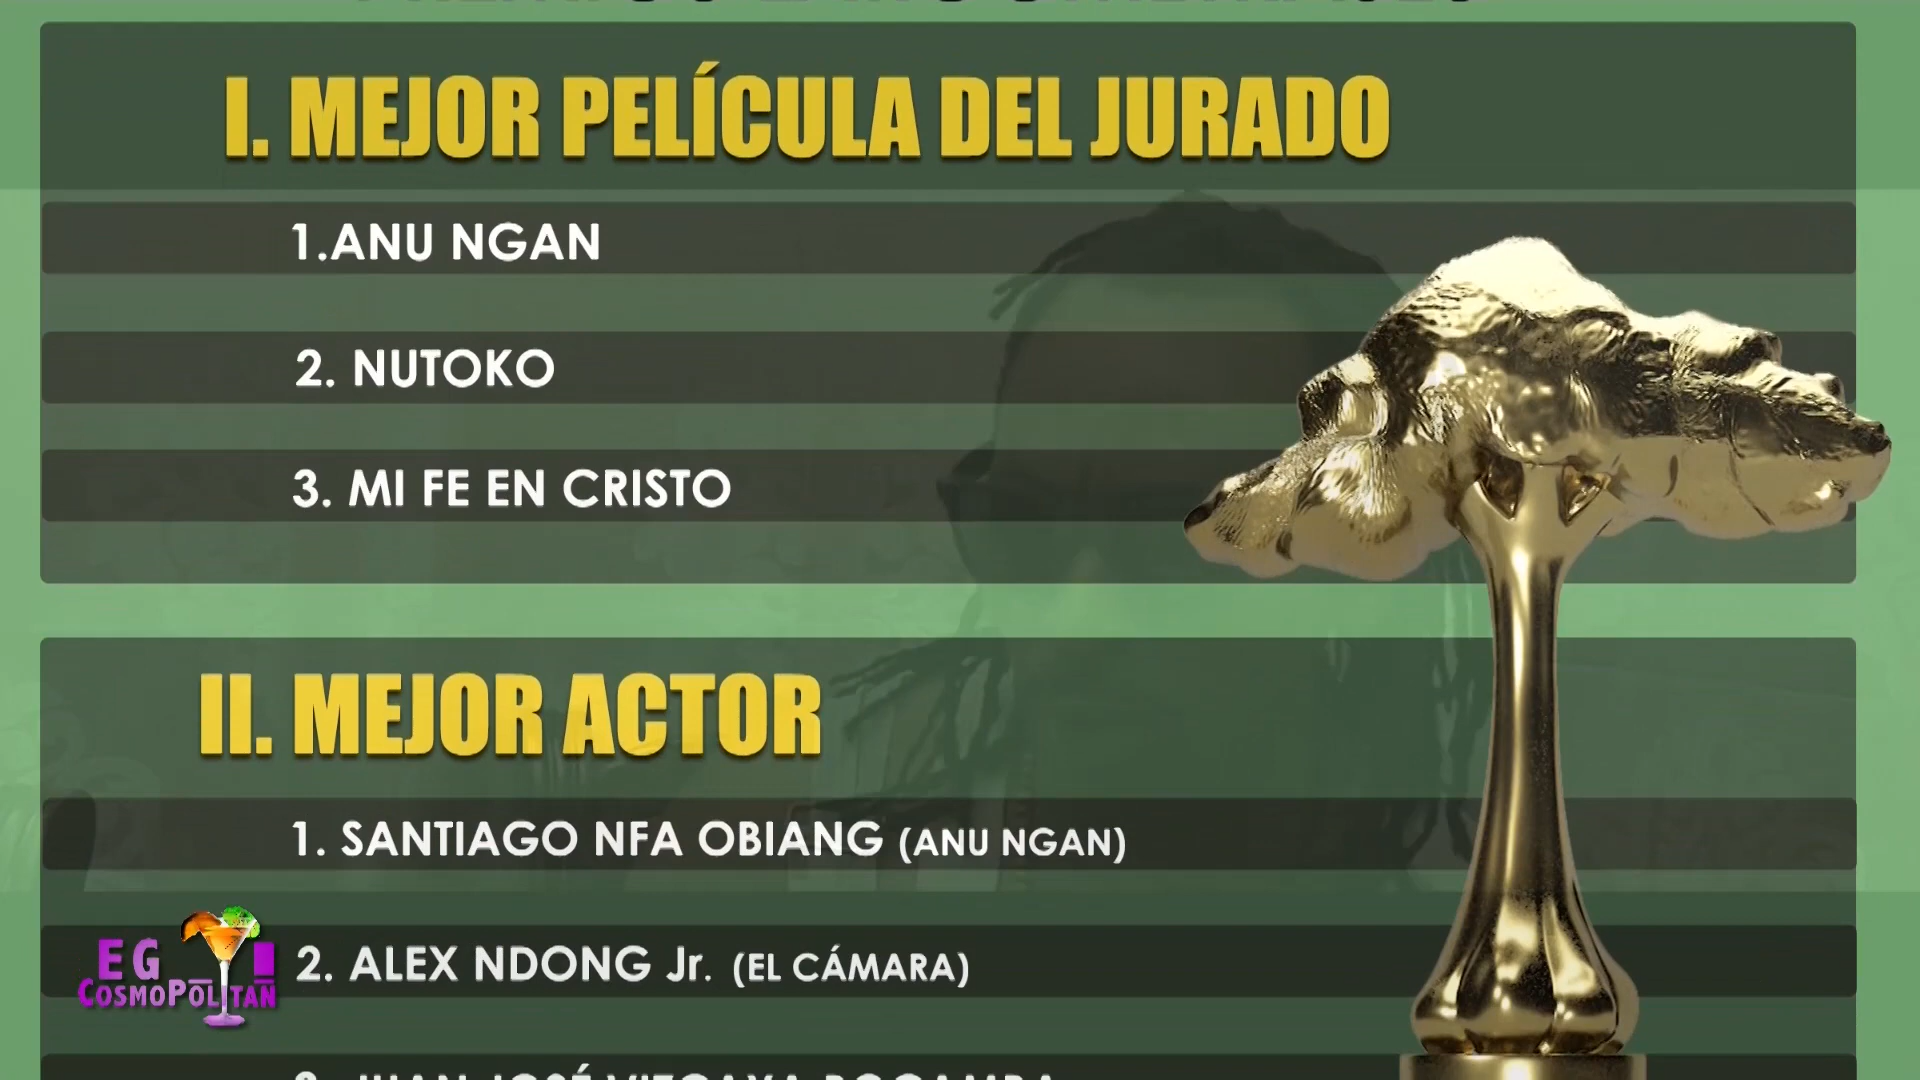 I. MEJOR PELÍCULA DEL JURADO
1.ANU NGAN
2. NUTOKO
3. MI FE EN CRISTO
II. MEJOR ACTOR
1. SANTIAGO NFA OBIANG (ANU NGAN)
2. ALEX NDONG Jr. (EL CÁMARA)
EG
COSMOPOLITAN